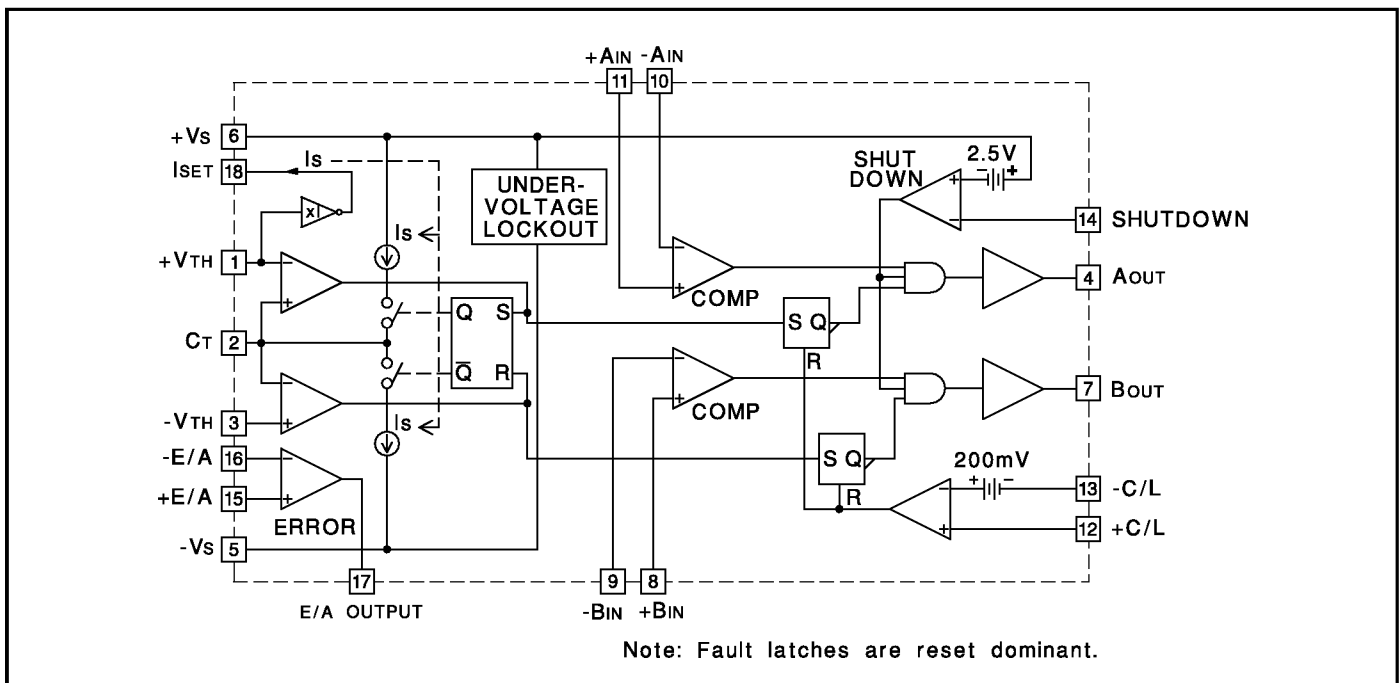 +AIN -AIN
11 10
+VS 6
ISET 18
IS
xI
UNDER-
VOLTAGE
LOCKOUT
SHUT
DOWN
2.5V
- +
+
-
14 SHUTDOWN
+VTH 1
-
+
IS
-
+
COMP
4 AOUT
CT 2
Q S
Q̅ R
S Q
R
-
+
-
+
COMP
7 BOUT
-VTH 3
IS
-E/A 16
+E/A 15
-
+
ERROR
S Q
R
200mV
+ -
-
+
13 -C/L
12 +C/L
-VS 5
17
E/A OUTPUT
9 8
-BIN +BIN
Note: Fault latches are reset dominant.